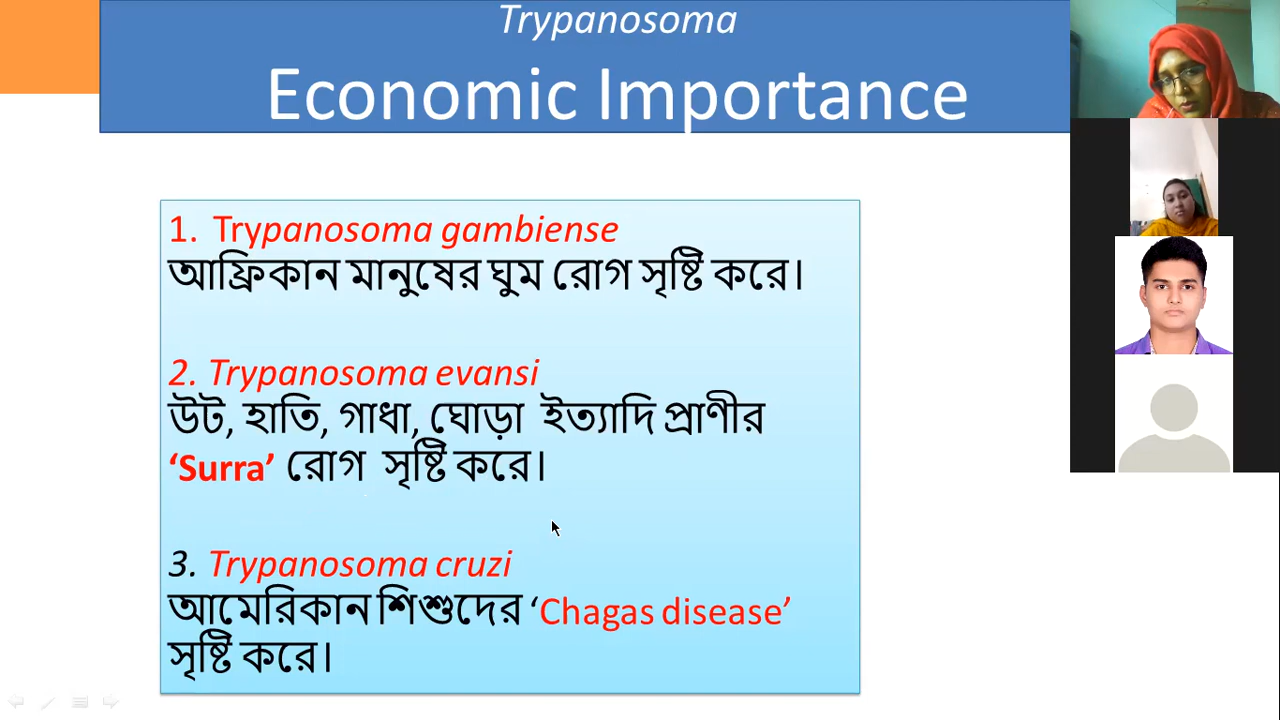 Trypanosoma
Economic Importance
1. Trypanosoma gambiense
আফ্রিকান মানুষের ঘুম রোগ সৃষ্টি করে।
2. Trypanosoma evansi
উট, হাতি, গাধা, ঘোড়া ইত্যাদি প্রাণীর
‘Surra’ রোগ সৃষ্টি করে।
3. Trypanosoma cruzi
আমেরিকান শিশুদের ‘Chagas disease’
সৃষ্টি করে।